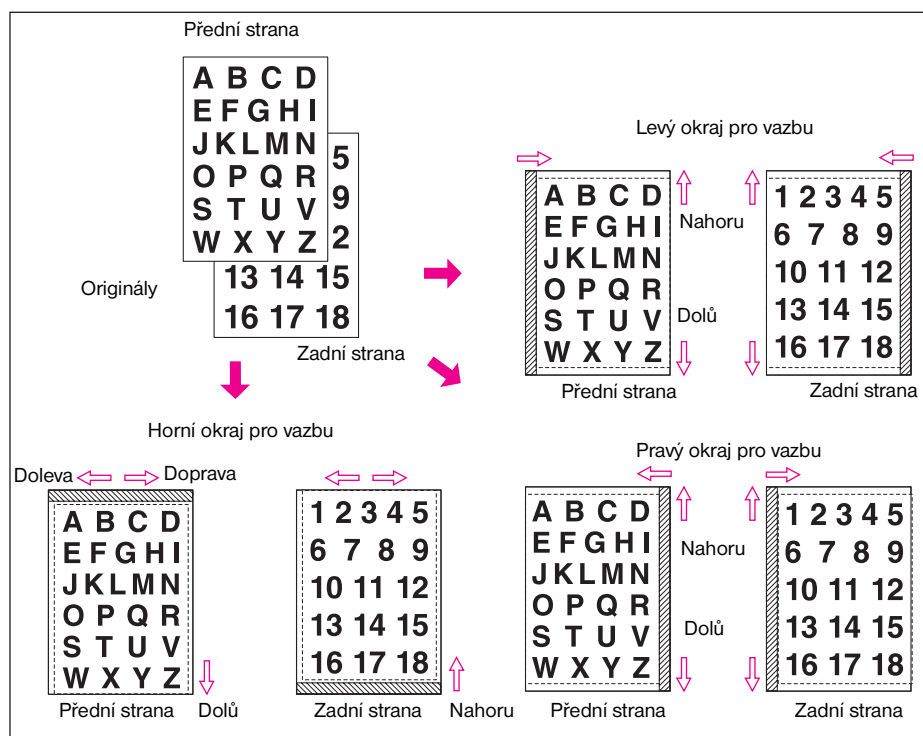 Přední strana
A B C D
E F G H I
J K L M N
O P Q R
S T U V
W X Y Z
5
9
2
13 14 15
16 17 18
Originály
Zadní strana
Levý okraj pro vazbu
A B C D
E F G H I
J K L M N
O P Q R
S T U V
W X Y Z
Nahoru
Dolů
Přední strana
1 2 3 4 5
6 7 8 9
10 11 12
13 14 15
16 17 18
Zadní strana
Horní okraj pro vazbu
Doleva
Doprava
A B C D
E F G H I
J K L M N
O P Q R
S T U V
W X Y Z
Přední strana
Dolů
1 2 3 4 5
6 7 8 9
10 11 12
13 14 15
16 17 18
Zadní strana
Nahoru
Pravý okraj pro vazbu
A B C D
E F G H I
J K L M N
O P Q R
S T U V
W X Y Z
Nahoru
Dolů
Přední strana
1 2 3 4 5
6 7 8 9
10 11 12
13 14 15
16 17 18
Zadní strana